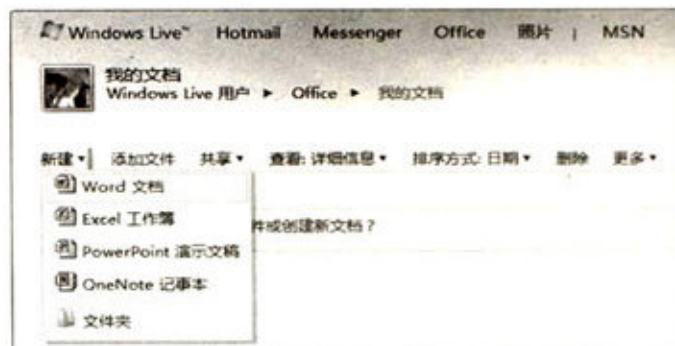 Windows Live™ Hotmail Messenger Office 照片 | MSN
我的文档
Windows Live 用户 ► Office ► 我的文档
新建▾ 添加文件 共享▾ 查看: 详细信息▾ 排序方式: 日期▾ 删除 更多▾
Word 文档
Excel 工作簿
件或创建新文档？
PowerPoint 演示文稿
OneNote 记事本
文件夹